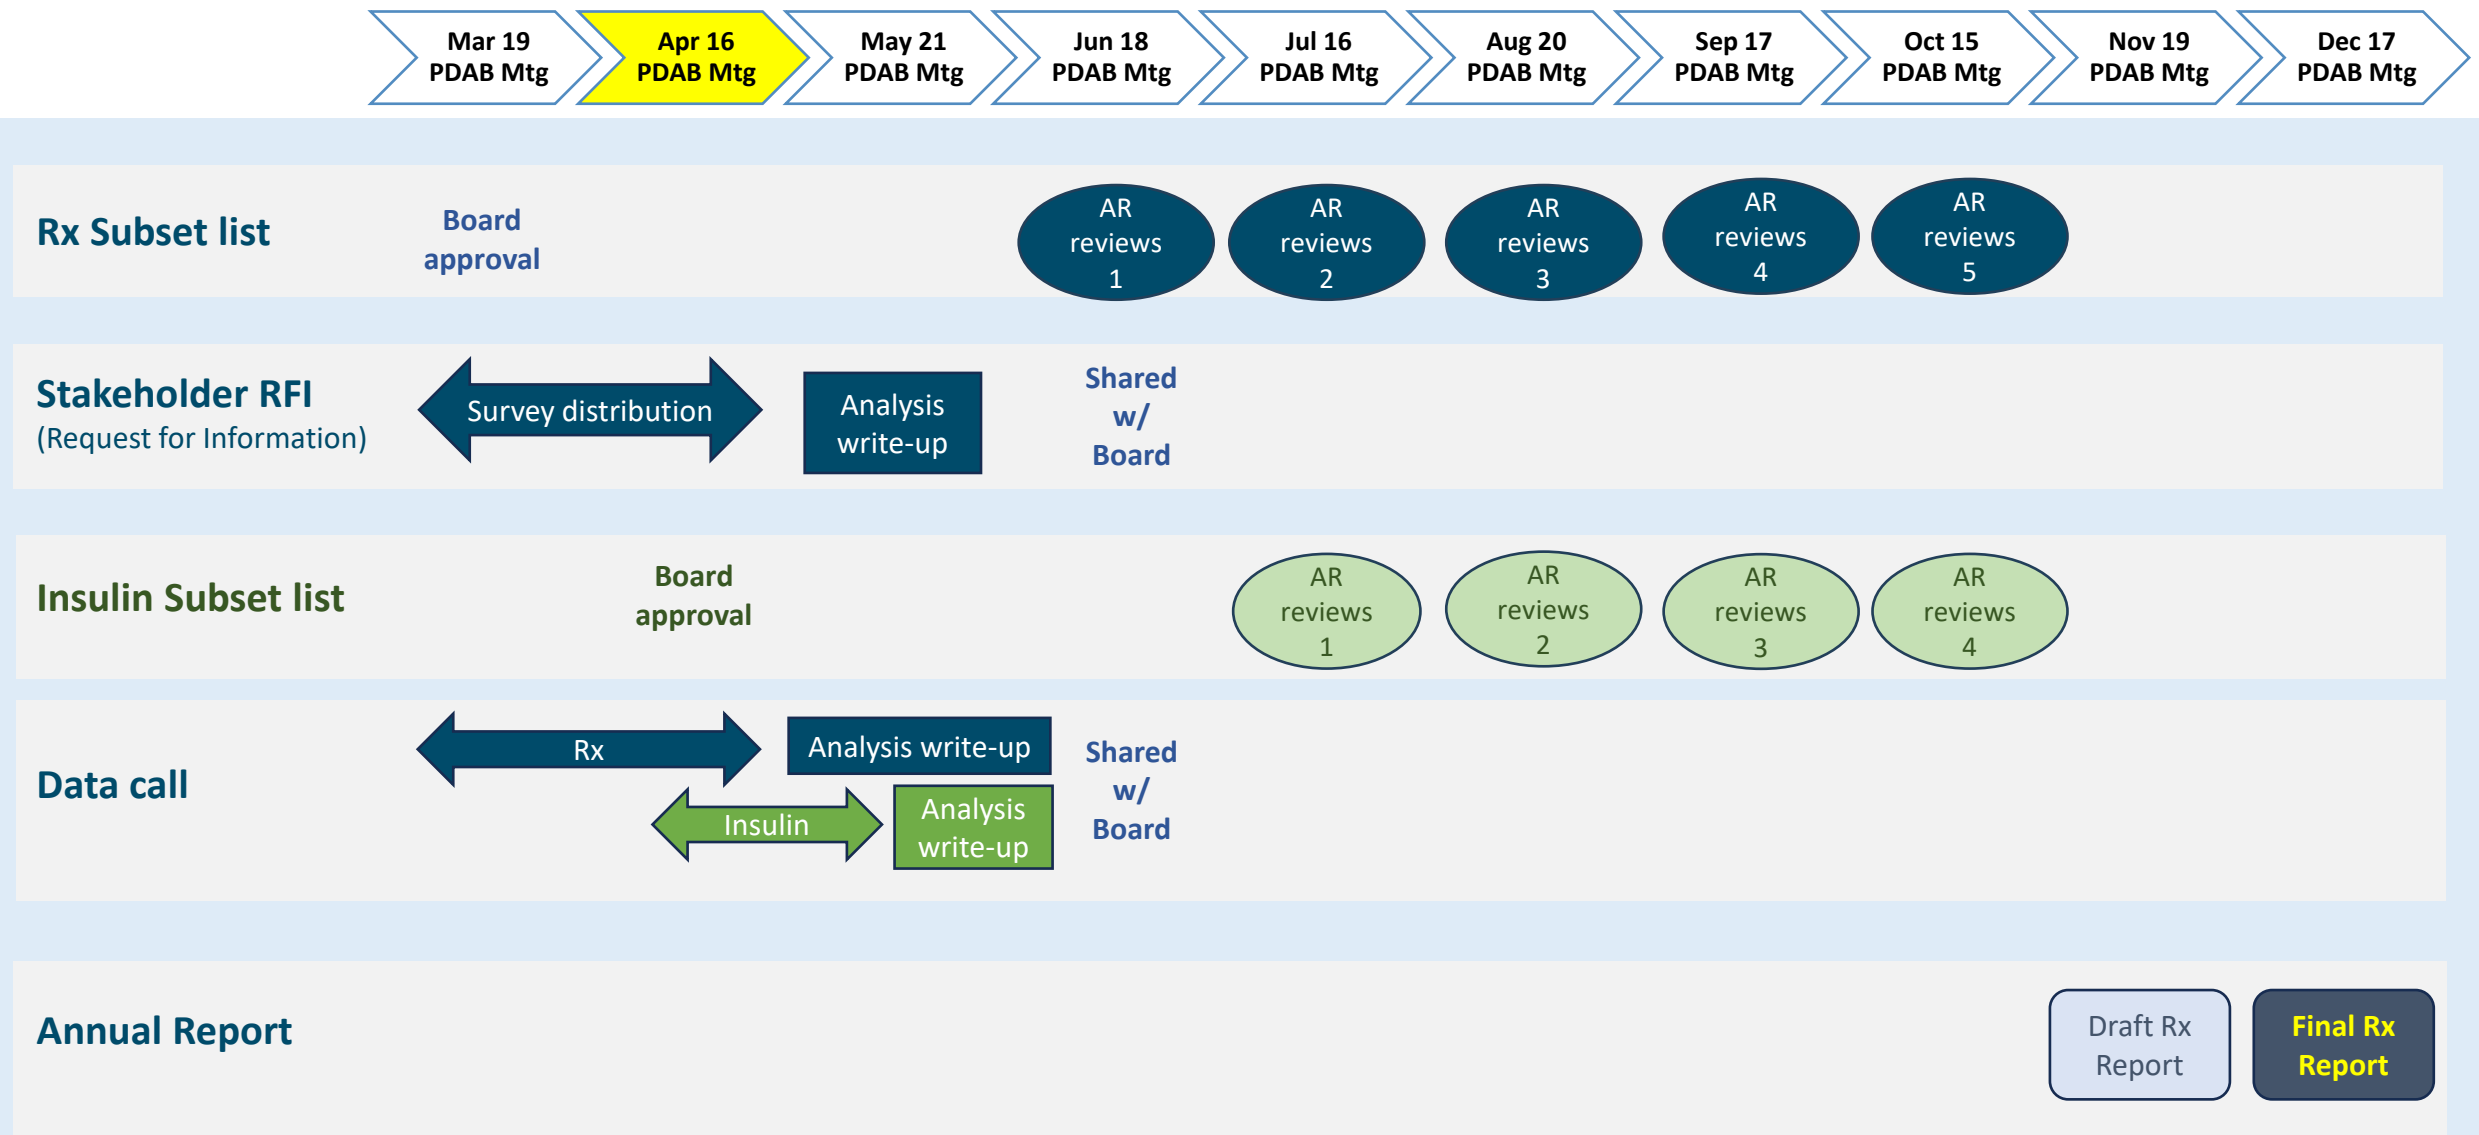 Mar 19
PDAB Mtg
Apr 16
PDAB Mtg
May 21
PDAB Mtg
Jun 18
PDAB Mtg
Jul 16
PDAB Mtg
Aug 20
PDAB Mtg
Sep 17
PDAB Mtg
Oct 15
PDAB Mtg
Nov 19
PDAB Mtg
Dec 17
PDAB Mtg
Rx Subset list
Board
approval
AR
reviews
1
AR
reviews
2
AR
reviews
3
AR
reviews
4
AR
reviews
5
Stakeholder RFI
(Request for Information)
Survey distribution
Analysis
write-up
Shared
w/
Board
Insulin Subset list
Board
approval
AR
reviews
1
AR
reviews
2
AR
reviews
3
AR
reviews
4
Data call
Rx
Analysis write-up
Insulin
Analysis
write-up
Shared
w/
Board
Annual Report
Draft Rx
Report
Final Rx
Report